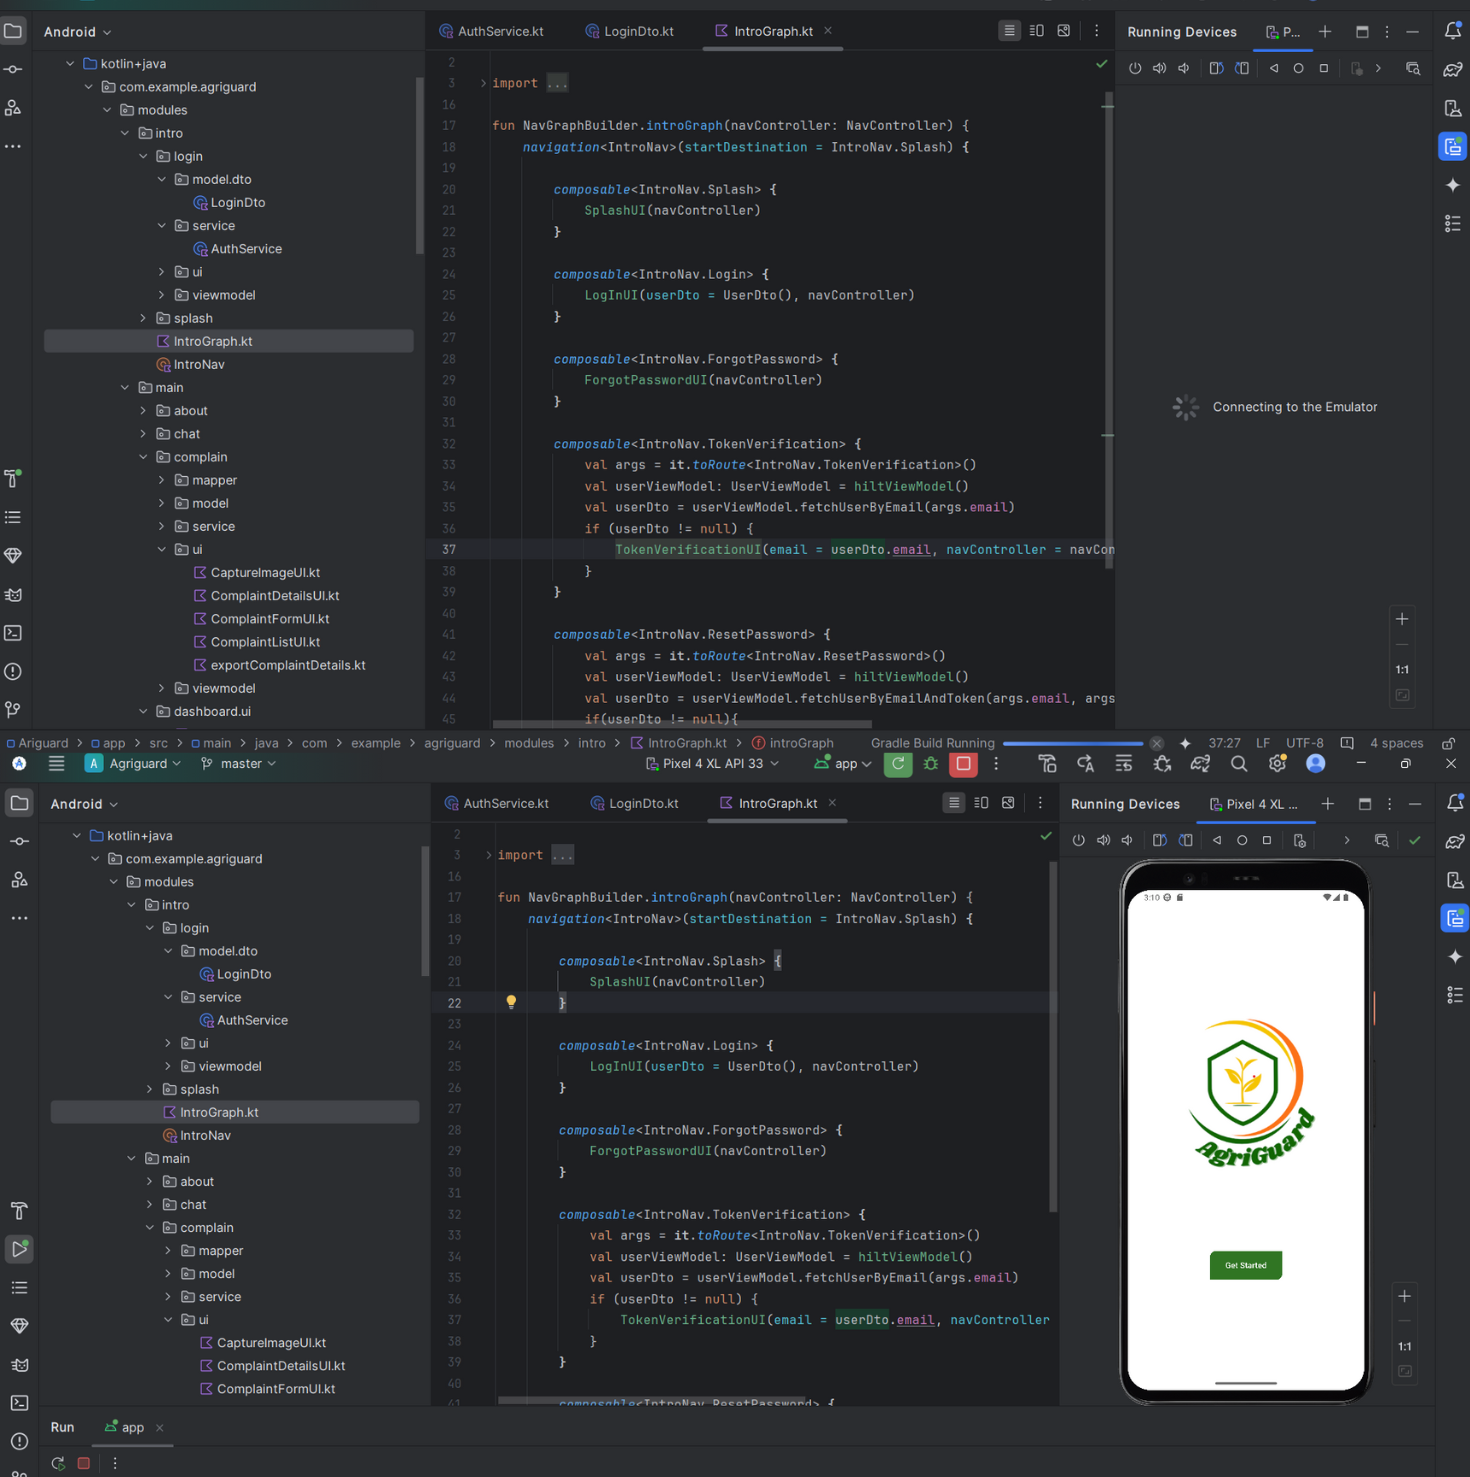 Android
AuthService.kt
LoginDto.kt
IntroGraph.kt
Running Devices
P...
kotlin+java
com.example.agriguard
modules
intro
login
model.dto
LoginDto
service
AuthService
ui
viewmodel
splash
IntroGraph.kt
IntroNav
main
about
chat
complain
mapper
model
service
ui
CaptureImageUI.kt
ComplaintDetailsUI.kt
ComplaintFormUI.kt
ComplaintListUI.kt
exportComplaintDetails.kt
viewmodel
dashboard.ui
2
3 import ...
16
17 fun NavGraphBuilder.introGraph(navController: NavController) {
18 navigation<IntroNav>(startDestination = IntroNav.Splash) {
19
20 composable<IntroNav.Splash> {
21 SplashUI(navController)
22 }
23
24 composable<IntroNav.Login> {
25 LogInUI(userDto = UserDto(), navController)
26 }
27
28 composable<IntroNav.ForgotPassword> {
29 ForgotPasswordUI(navController)
30 }
31
32 composable<IntroNav.TokenVerification> {
33 val args = it.toRoute<IntroNav.TokenVerification>()
34 val userViewModel: UserViewModel = hiltViewModel()
35 val userDto = userViewModel.fetchUserByEmail(args.email)
36 if (userDto != null) {
37 TokenVerificationUI(email = userDto.email, navController = navCon
38 }
39 }
40
41 composable<IntroNav.ResetPassword> {
42 val args = it.toRoute<IntroNav.ResetPassword>()
43 val userViewModel: UserViewModel = hiltViewModel()
44 val userDto = userViewModel.fetchUserByEmailAndToken(args.email, args
45 if(userDto != null){
Connecting to the Emulator
1:1
Ariguard > app > src > main > java > com > example > agriguard > modules > intro > IntroGraph.kt > introGraph
Gradle Build Running
37:27 LF UTF-8 4 spaces
A Agriguard
master
Pixel 4 XL API 33
app
Android
AuthService.kt
LoginDto.kt
IntroGraph.kt
Running Devices
Pixel 4 XL ...
kotlin+java
com.example.agriguard
modules
intro
login
model.dto
LoginDto
service
AuthService
ui
viewmodel
splash
IntroGraph.kt
IntroNav
main
about
chat
complain
mapper
model
service
ui
CaptureImageUI.kt
ComplaintDetailsUI.kt
ComplaintFormUI.kt
2
3 import ...
16
17 fun NavGraphBuilder.introGraph(navController: NavController) {
18 navigation<IntroNav>(startDestination = IntroNav.Splash) {
19
20 composable<IntroNav.Splash> {
21 SplashUI(navController)
22 }
23
24 composable<IntroNav.Login> {
25 LogInUI(userDto = UserDto(), navController)
26 }
27
28 composable<IntroNav.ForgotPassword> {
29 ForgotPasswordUI(navController)
30 }
31
32 composable<IntroNav.TokenVerification> {
33 val args = it.toRoute<IntroNav.TokenVerification>()
34 val userViewModel: UserViewModel = hiltViewModel()
35 val userDto = userViewModel.fetchUserByEmail(args.email)
36 if (userDto != null) {
37 TokenVerificationUI(email = userDto.email, navController
38 }
39 }
40
41 composable<IntroNav.ResetPassword> {
3:10
AgriGuard
Get Started
1:1
Run
app